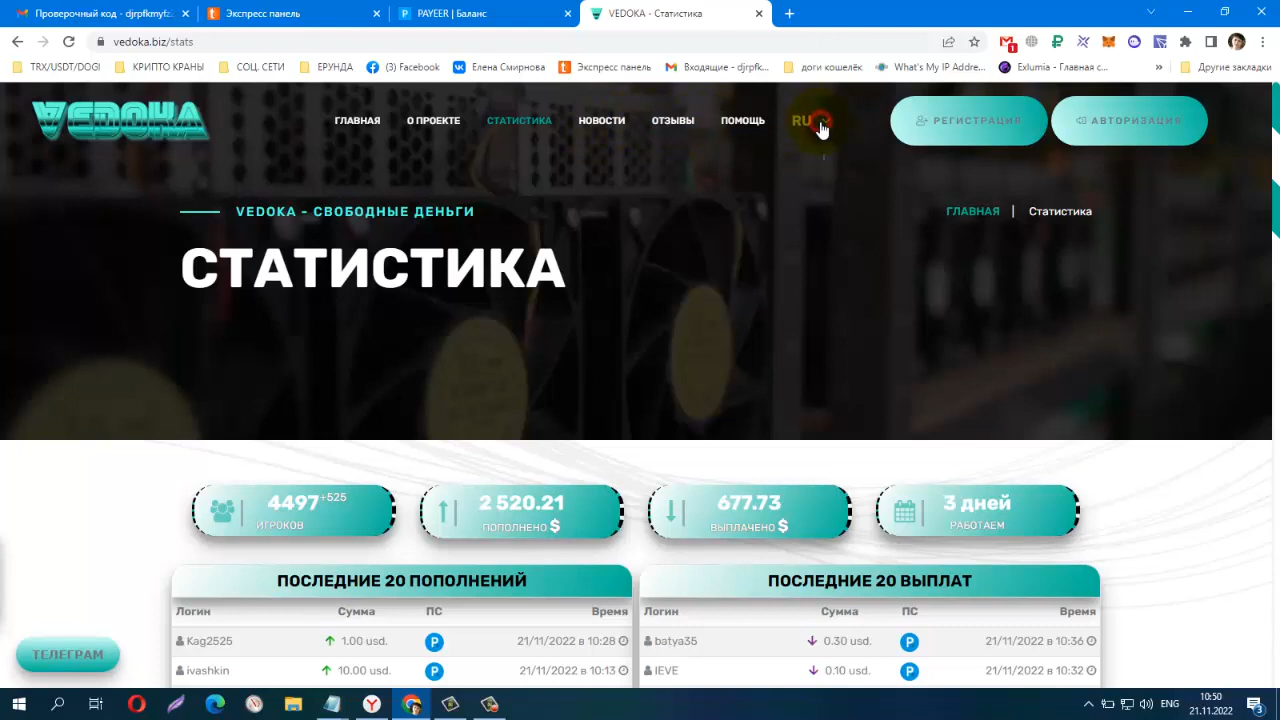 Проверочный код - djrpfkmyf
Экспресс панель
PAYEER | Баланс
VEDOKA - Статистика
vedoka.biz/stats
TRX/USDT/DOGI
КРИПТО КРАНЫ
СОЦ. СЕТИ
ЕРУНДА
(3) Facebook
Елена Смирнова
Экспресс панель
Входящие - djrpfk...
доги кошелёк
What's My IP Addre...
Exlumia - Главная с...
»
Другие закладки
VEDOKA
ГЛАВНАЯ
О ПРОЕКТЕ
СТАТИСТИКА
НОВОСТИ
ОТЗЫВЫ
ПОМОЩЬ
RU
РЕГИСТРАЦИЯ
АВТОРИЗАЦИЯ
VEDOKA - СВОБОДНЫЕ ДЕНЬГИ
ГЛАВНАЯ | Статистика
СТАТИСТИКА
4497+525
ИГРОКОВ
2 520.21
ПОПОЛНЕНО $
677.73
ВЫПЛАЧЕНО $
3 дней
РАБОТАЕМ
ПОСЛЕДНИЕ 20 ПОПОЛНЕНИЙ
Логин Сумма ПС Время
Kag2525 1.00 usd. P 21/11/2022 в 10:28
ivashkin 10.00 usd. P 21/11/2022 в 10:13
ПОСЛЕДНИЕ 20 ВЫПЛАТ
Логин Сумма ПС Время
batya35 0.30 usd. P 21/11/2022 в 10:36
IEVE 0.10 usd. P 21/11/2022 в 10:32
ТЕЛЕГРАМ
ENG
10:50
21.11.2022
3